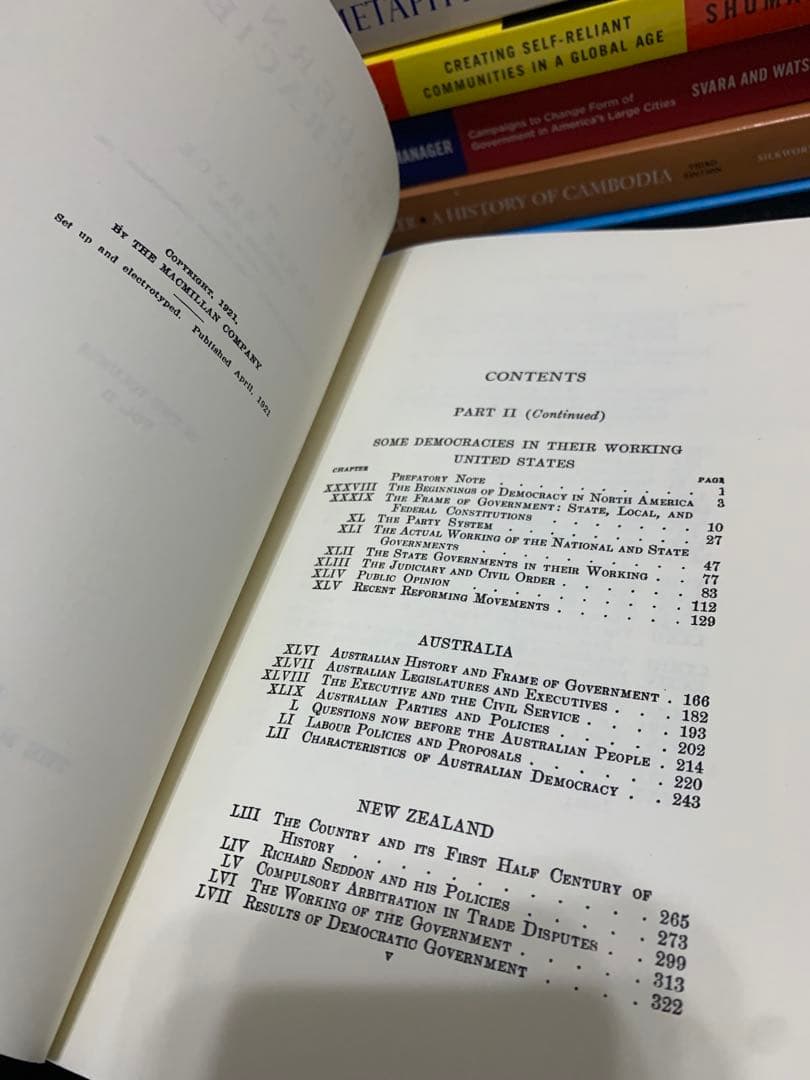 SHUM
CREATING SELF-RELIANT
COMMUNITIES IN A GLOBAL AGE
MANAGER
Campaigns to Change Form of
Government in America's Large Cities
SVARA AND WATS
• A HISTORY OF CAMBODIA
THIRD
EDITION
SILKWOR
COPYRIGHT, 1921,
BY THE MACMILLAN COMPANY
Set up and electrotyped. Published April, 1921
CONTENTS
PART II (Continued)
SOME DEMOCRACIES IN THEIR WORKING
UNITED STATES
CHAPTER PAGE
PREFATORY NOTE . . . . . . . . . . 1
XXXVIII THE BEGINNINGS OF DEMOCRACY IN NORTH AMERICA 3
XXXIX THE FRAME OF GOVERNMENT: STATE, LOCAL, AND
FEDERAL CONSTITUTIONS . . . . . . . 10
XL THE PARTY SYSTEM . . . . . . . . 27
XLI THE ACTUAL WORKING OF THE NATIONAL AND STATE
GOVERNMENTS . . . . . . . . . 47
XLII THE STATE GOVERNMENTS IN THEIR WORKING . . 77
XLIII THE JUDICIARY AND CIVIL ORDER . . . . . 83
XLIV PUBLIC OPINION . . . . . . . . . 112
XLV RECENT REFORMING MOVEMENTS . . . . . 129
AUSTRALIA
XLVI AUSTRALIAN HISTORY AND FRAME OF GOVERNMENT . 166
XLVII AUSTRALIAN LEGISLATURES AND EXECUTIVES . . . 182
XLVIII THE EXECUTIVE AND THE CIVIL SERVICE . . . . 193
XLIX AUSTRALIAN PARTIES AND POLICIES . . . . . 202
L QUESTIONS NOW BEFORE THE AUSTRALIAN PEOPLE . 214
LI LABOUR POLICIES AND PROPOSALS . . . . . . 220
LII CHARACTERISTICS OF AUSTRALIAN DEMOCRACY . . 243
NEW ZEALAND
LIII THE COUNTRY AND ITS FIRST HALF CENTURY OF
HISTORY . . . . . . . . . . . 265
LIV RICHARD SEDDON AND HIS POLICIES . . . . . 273
LV COMPULSORY ARBITRATION IN TRADE DISPUTES . . 299
LVI THE WORKING OF THE GOVERNMENT . . . . . 313
LVII RESULTS OF DEMOCRATIC GOVERNMENT . . . . 322
v